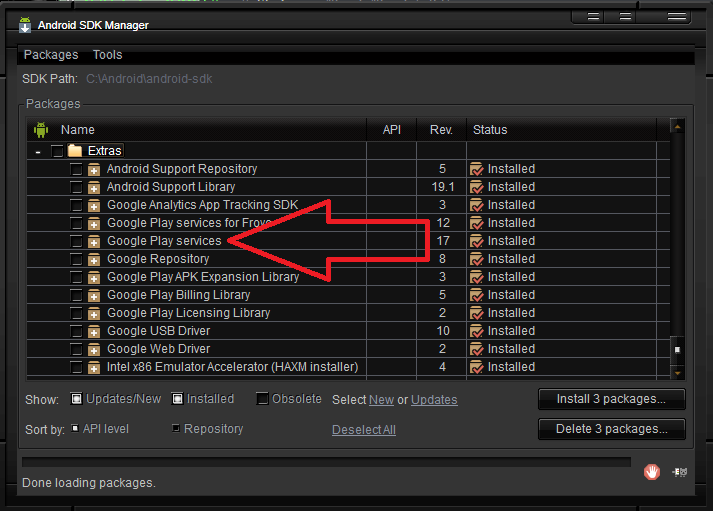 Android SDK Manager
Packages Tools
SDK Path: C:\Android\android-sdk
Packages
Name API Rev. Status
Extras
Android Support Repository 5 Installed
Android Support Library 19.1 Installed
Google Analytics App Tracking SDK 3 Installed
Google Play services for Froyo 12 Installed
Google Play services 17 Installed
Google Repository 8 Installed
Google Play APK Expansion Library 3 Installed
Google Play Billing Library 5 Installed
Google Play Licensing Library 2 Installed
Google USB Driver 10 Installed
Google Web Driver 2 Installed
Intel x86 Emulator Accelerator (HAXM installer) 4 Installed
Show: Updates/New Installed Obsolete Select New or Updates Install 3 packages...
Sort by: API level Repository Deselect All Delete 3 packages...
Done loading packages.